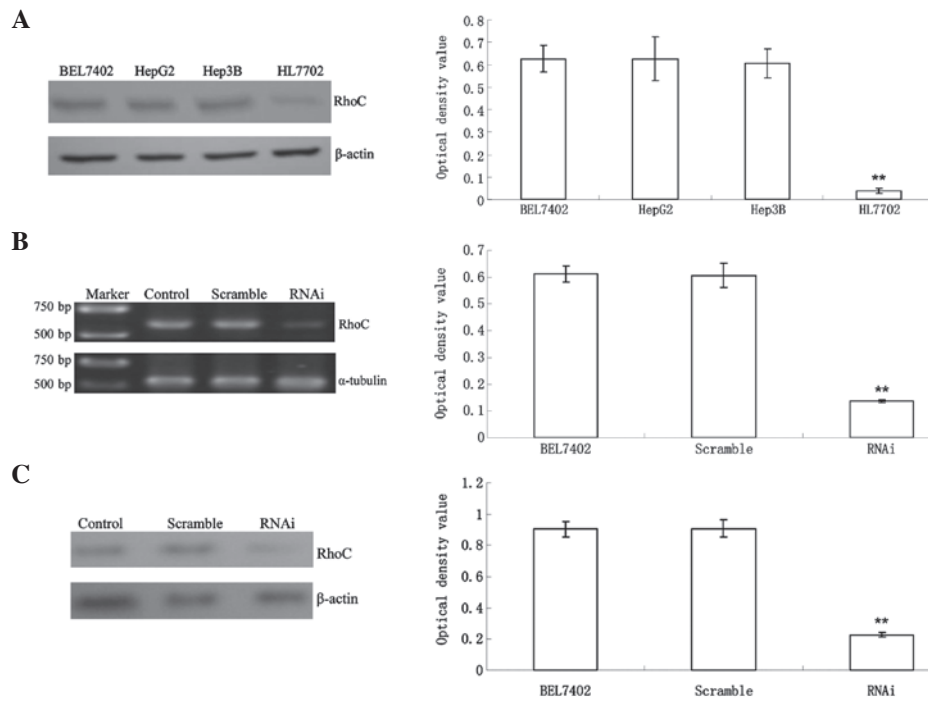 A
BEL7402 HepG2 Hep3B HL7702
RhoC
β-actin
Optical density value
0.8
0.7
0.6
0.5
0.4
0.3
0.2
0.1
0
**
BEL7402 HepG2 Hep3B HL7702
B
Marker Control Scramble RNAi
750 bp
500 bp
RhoC
750 bp
500 bp
α-tubulin
Optical density value
0.7
0.6
0.5
0.4
0.3
0.2
0.1
0
**
BEL7402 Scramble RNAi
C
Control Scramble RNAi
RhoC
β-actin
Optical density value
1.2
1
0.8
0.6
0.4
0.2
0
**
BEL7402 Scramble RNAi